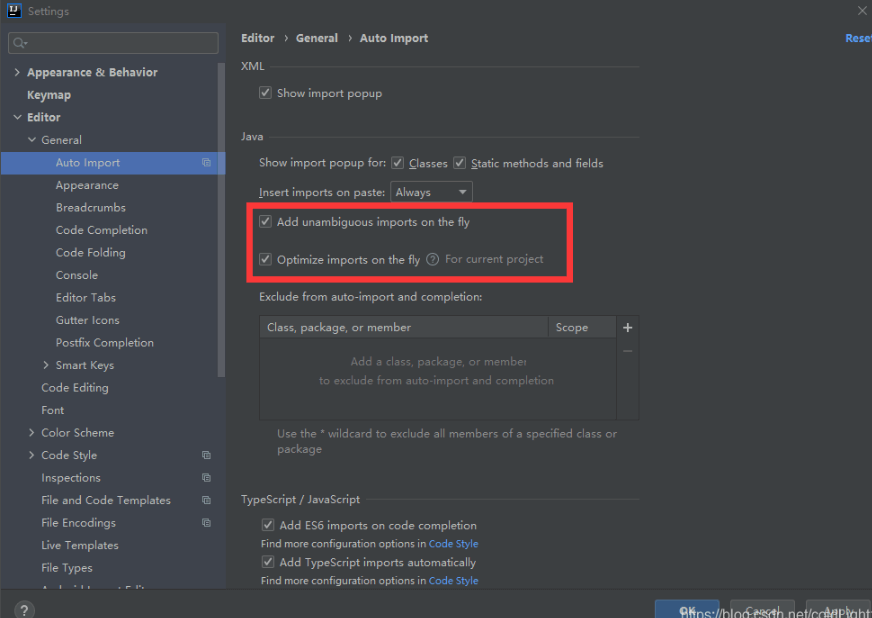 Settings
Editor › General › Auto Import
Reset
Appearance & Behavior
Keymap
Editor
General
Auto Import
Appearance
Breadcrumbs
Code Completion
Code Folding
Console
Editor Tabs
Gutter Icons
Postfix Completion
Smart Keys
Code Editing
Font
Color Scheme
Code Style
Inspections
File and Code Templates
File Encodings
Live Templates
File Types
XML
Show import popup
Java
Show import popup for: Classes Static methods and fields
Insert imports on paste: Always
Add unambiguous imports on the fly
Optimize imports on the fly ? For current project
Exclude from auto-import and completion:
Class, package, or member Scope
Add a class, package, or member
to exclude from auto-import and completion
Use the * wildcard to exclude all members of a specified class or
package
TypeScript / JavaScript
Add ES6 imports on code completion
Find more configuration options in Code Style
Add TypeScript imports automatically
Find more configuration options in Code Style
?
OK Cancel Apply